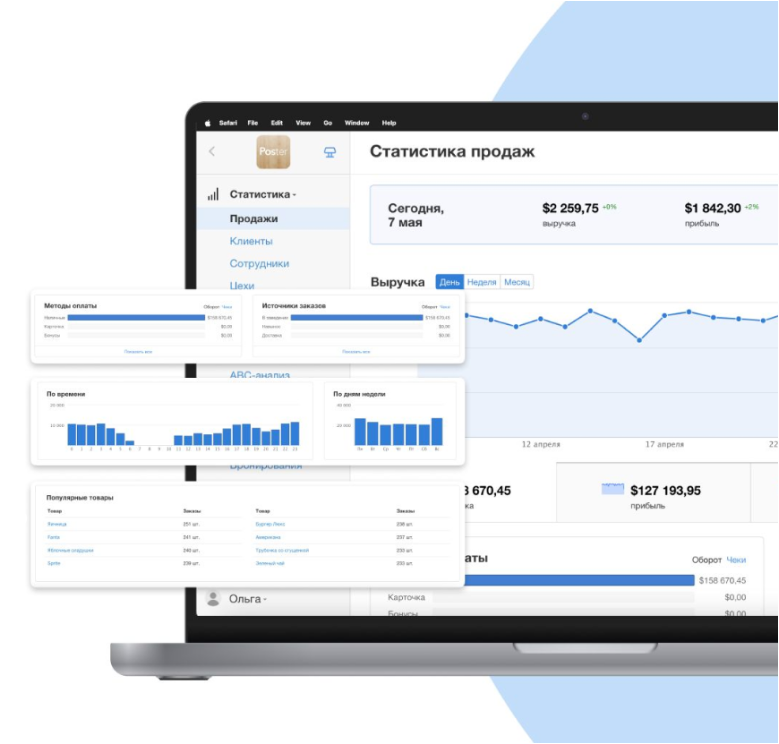 Safari File Edit View Go Window Help
Poster
Статистика продаж
Статистика
Продажи
Клиенты
Сотрудники
Цехи
АВС-анализ
Бронирования
Ольга
Сегодня,
7 мая
$2 259,75 +0%
выручка
$1 842,30 +2%
прибыль
Выручка День Неделя Месяц
12 апреля 17 апреля 22
3 670,45
ка
$127 193,95
прибыль
аты
Оборот Чеки
$158 670,45
Карточка $0,00
Бонусы $0,00
Методы оплаты Оборот Чеки
Наличные $158 670,45
Карточка $0,00
Бонусы $0,00
Показать все
Источники заказов Оборот Чеки
В заведении $158 670,45
Навынос $0,00
Доставка $0,00
Показать все
По времени
20 000
10 000
0 1 2 3 4 5 6 7 8 9 10 11 12 13 14 15 16 17 18 19 20 21 22 23
По дням недели
40 000
20 000
Пн Вт Ср Чт Пт Сб Вс
Популярные товары
Товар Заказы Товар Заказы
Яичница 251 шт. Бургер Люкс 238 шт.
Fanta 241 шт. Американо 237 шт.
Яблочные оладушки 240 шт. Трубочка со сгущенкой 233 шт.
Sprite 239 шт. Зеленый чай 233 шт.